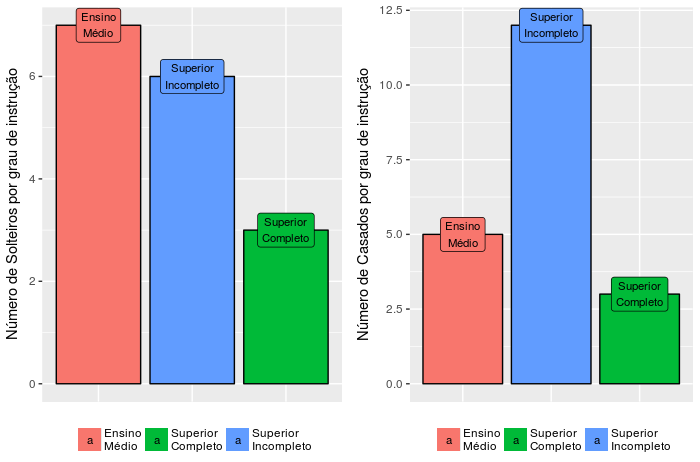 Número de Solteiros por grau de instrução
6
4
2
0
Ensino
Médio
Superior
Incompleto
Superior
Completo
a Ensino
Médio
a Superior
Completo
a Superior
Incompleto
Número de Casados por grau de instrução
12.5
10.0
7.5
5.0
2.5
0.0
Ensino
Médio
Superior
Incompleto
Superior
Completo
a Ensino
Médio
a Superior
Completo
a Superior
Incompleto